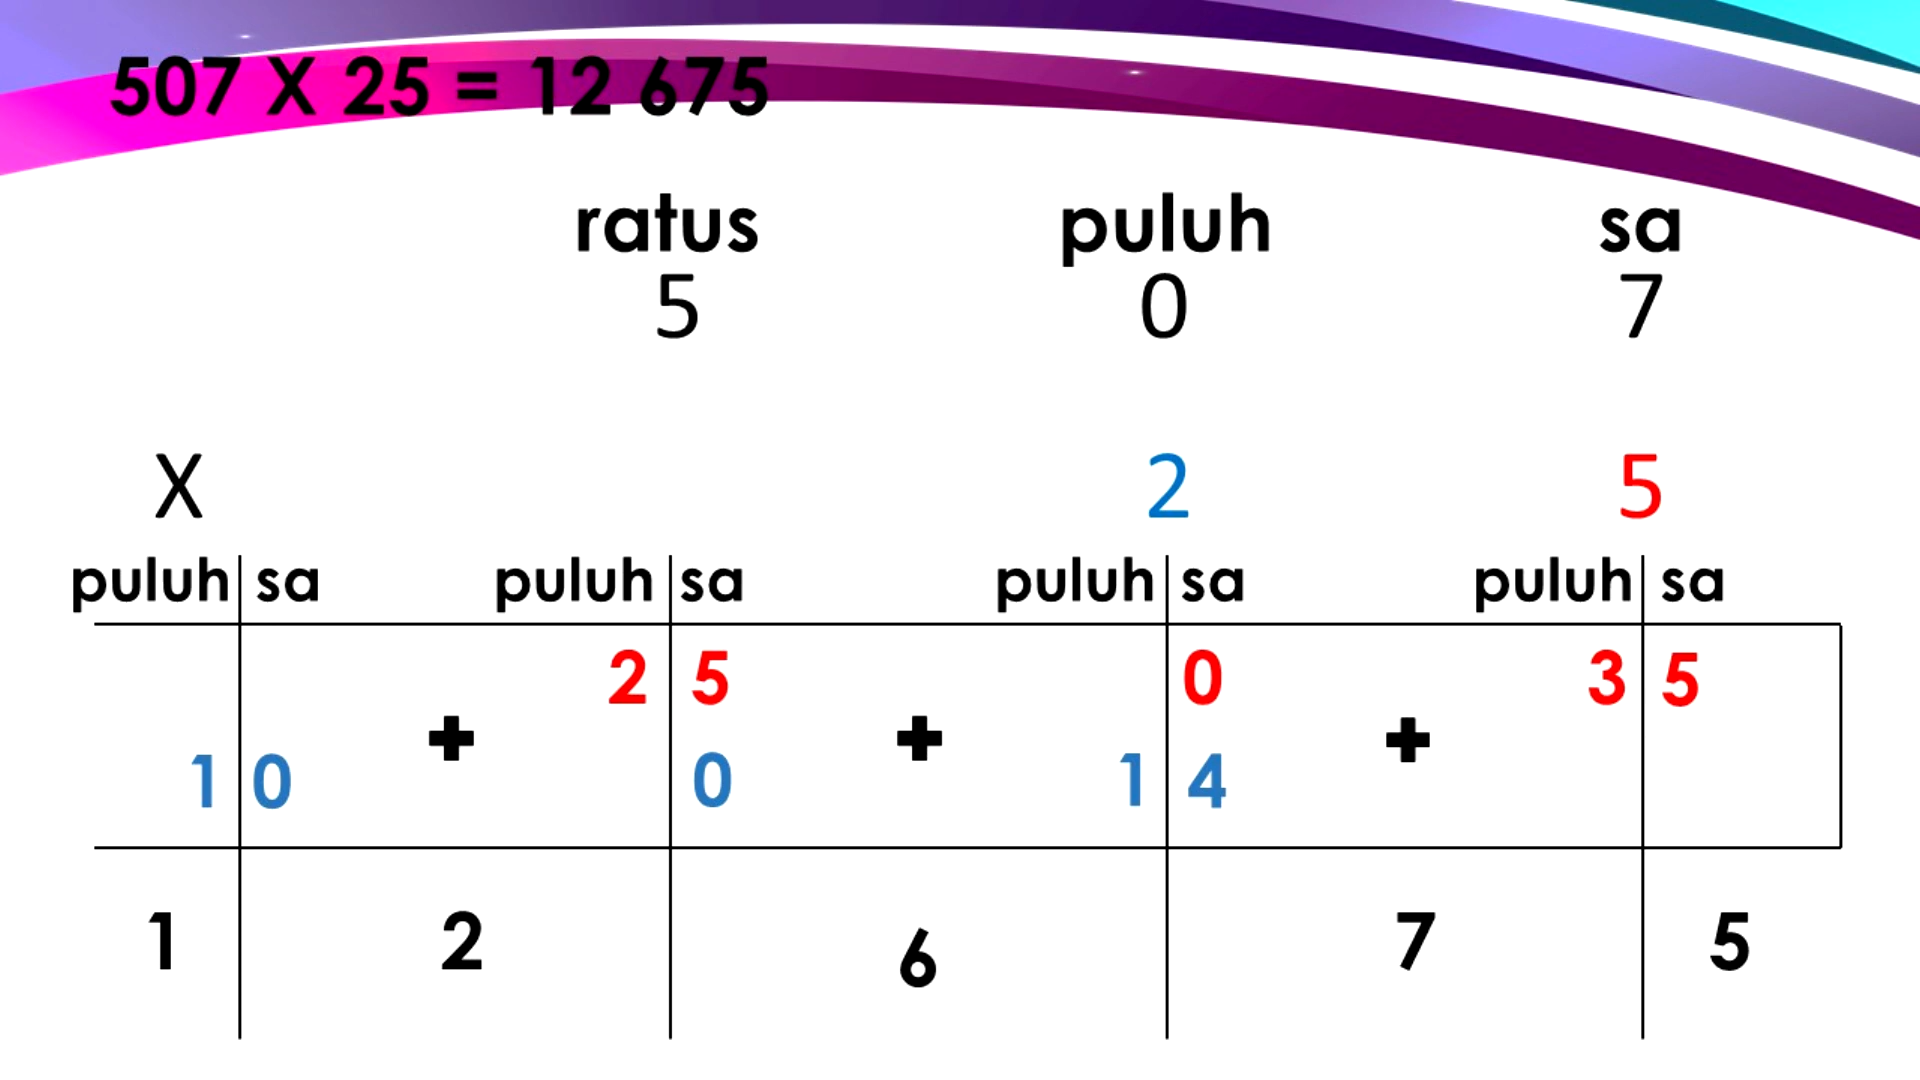 507 X 25 = 12 675
ratus puluh sa
5 0 7
X 2 5
puluh sa puluh sa puluh sa puluh sa
2 5 0 3 5
+ + +
1 0 0 1 4
1 2 6 7 5